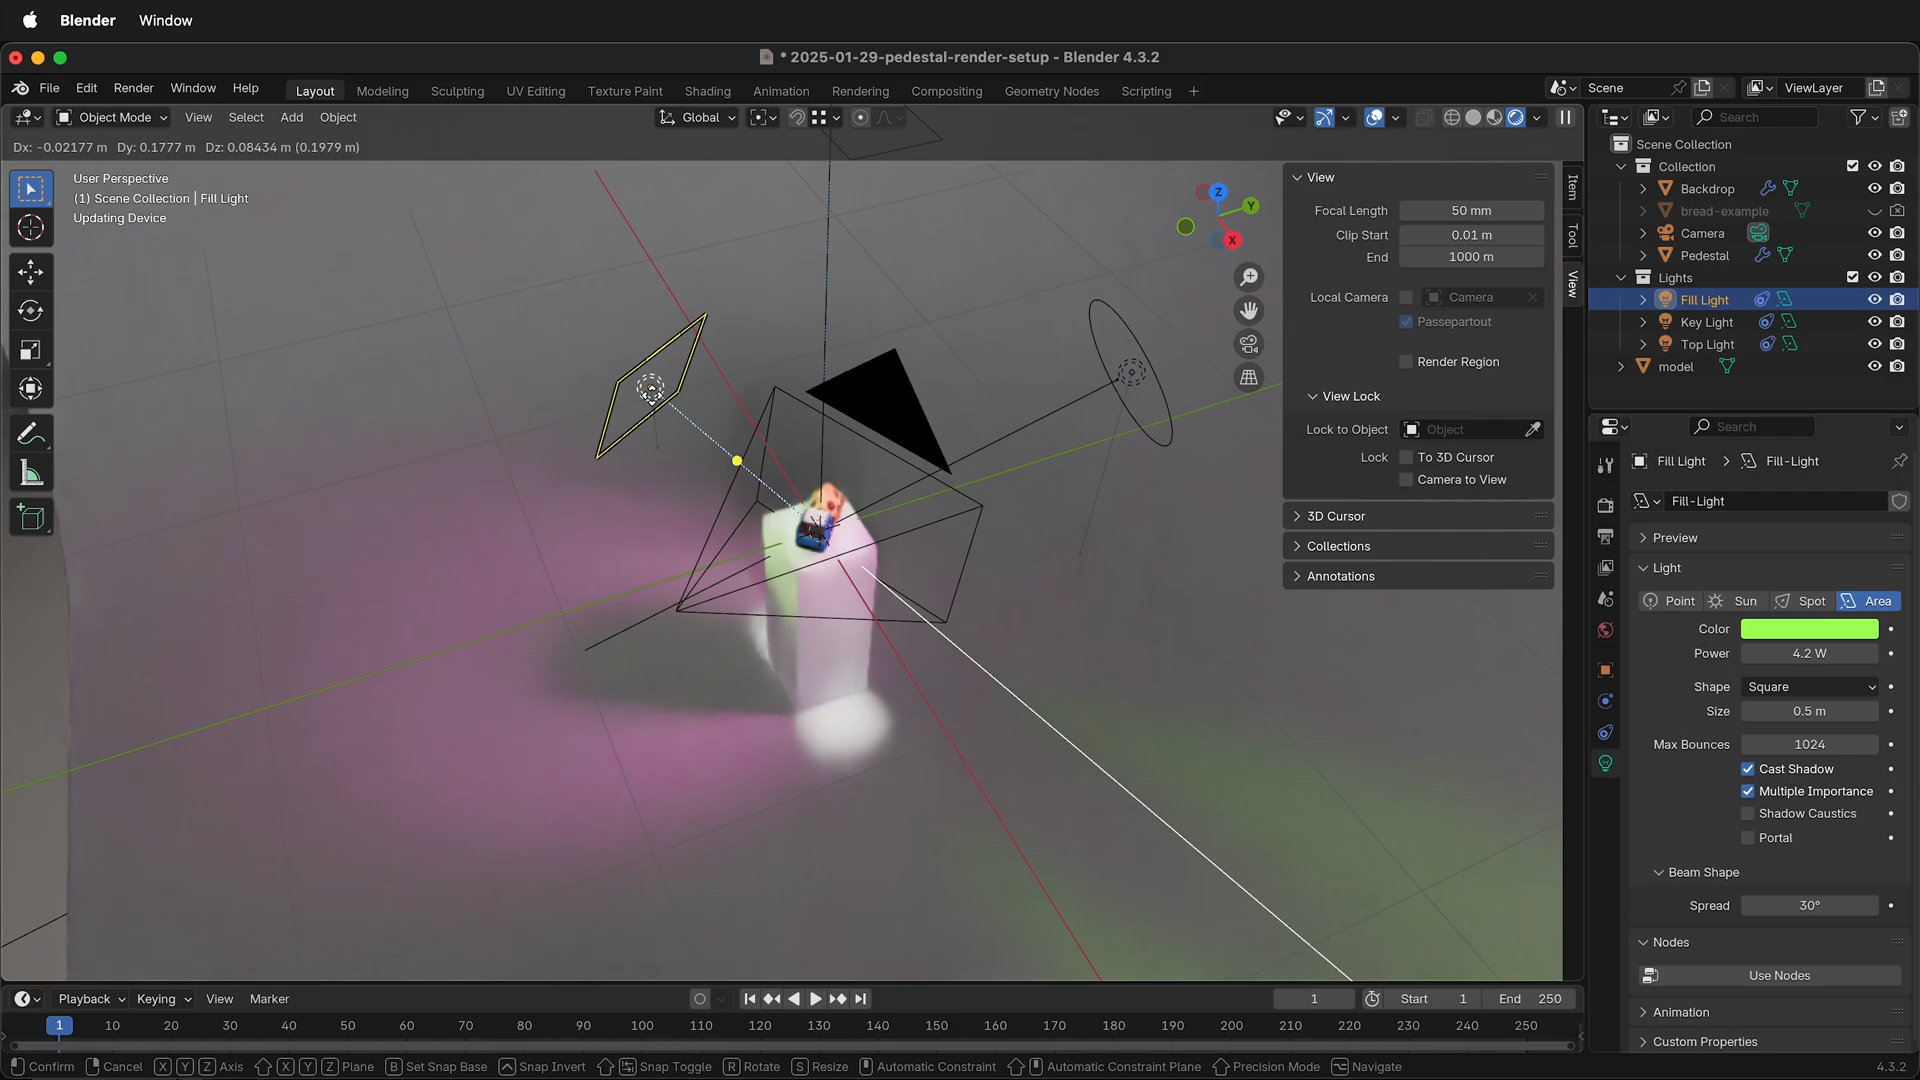 Blender Window
* 2025-01-29-pedestal-render-setup - Blender 4.3.2
File Edit Render Window Help Layout Modeling Sculpting UV Editing Texture Paint Shading Animation Rendering Compositing Geometry Nodes Scripting + Scene ViewLayer
Object Mode View Select Add Object Global
Dx: -0.02177 m Dy: 0.1777 m Dz: 0.08434 m (0.1979 m)
User Perspective
(1) Scene Collection | Fill Light
Updating Device
Z
Y
X
View
Focal Length 50 mm
Clip Start 0.01 m
End 1000 m
Local Camera Camera
Passepartout
Render Region
View Lock
Lock to Object Object
Lock To 3D Cursor
Camera to View
3D Cursor
Collections
Annotations
Item
Tool
View
Search
Scene Collection
Collection
Backdrop
bread-example
Camera
Pedestal
Lights
Fill Light
Key Light
Top Light
model
Search
Fill Light > Fill-Light
Fill-Light
Preview
Light
Point Sun Spot Area
Color
Power 4.2 W
Shape Square
Size 0.5 m
Max Bounces 1024
Cast Shadow
Multiple Importance
Shadow Caustics
Portal
Beam Shape
Spread 30°
Nodes
Use Nodes
Animation
Custom Properties
Playback Keying View Marker 1 Start 1 End 250
1 10 20 30 40 50 60 70 80 90 100 110 120 130 140 150 160 170 180 190 200 210 220 230 240 250
Confirm Cancel X Y Z Axis X Y Z Plane B Set Snap Base Snap Invert Snap Toggle R Rotate S Resize Automatic Constraint Automatic Constraint Plane Precision Mode Navigate 4.3.2